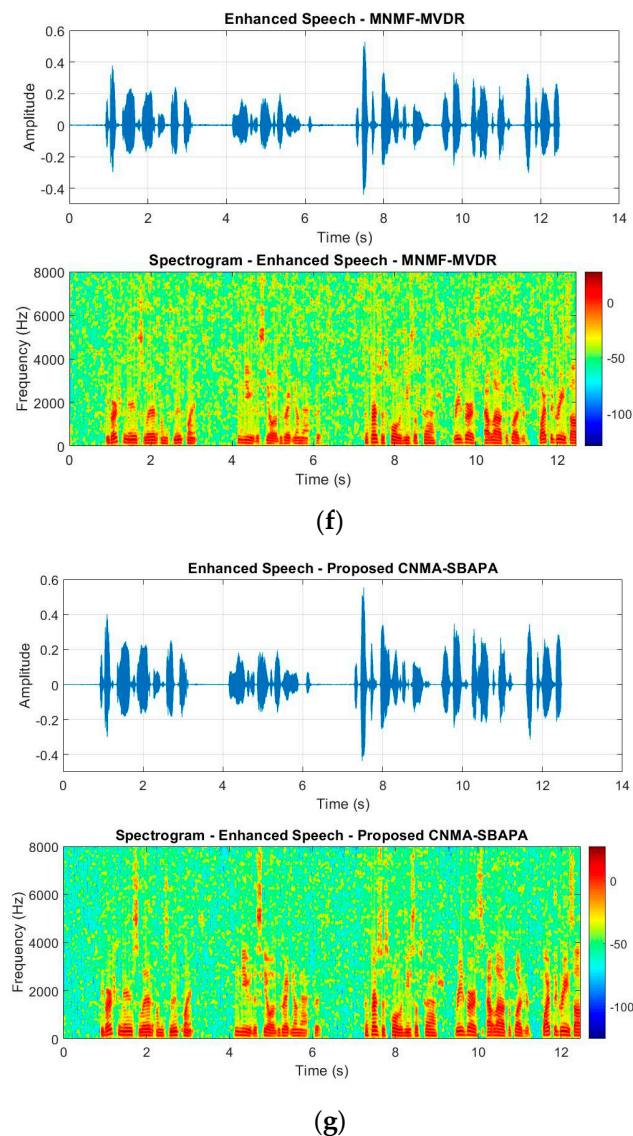 Enhanced Speech - MNMF-MVDR
0.6
0.4
0.2
0
-0.2
-0.4
Amplitude
0 2 4 6 8 10 12 14
Time (s)
Spectrogram - Enhanced Speech - MNMF-MVDR
8000
6000
4000
2000
0
Frequency (Hz)
0
-50
-100
0 2 4 6 8 10 12
Time (s)
(f)
Enhanced Speech - Proposed CNMA-SBAPA
0.6
0.4
0.2
0
-0.2
-0.4
Amplitude
0 2 4 6 8 10 12 14
Time (s)
Spectrogram - Enhanced Speech - Proposed CNMA-SBAPA
8000
6000
4000
2000
0
Frequency (Hz)
0
-50
-100
0 2 4 6 8 10 12
Time (s)
(g)